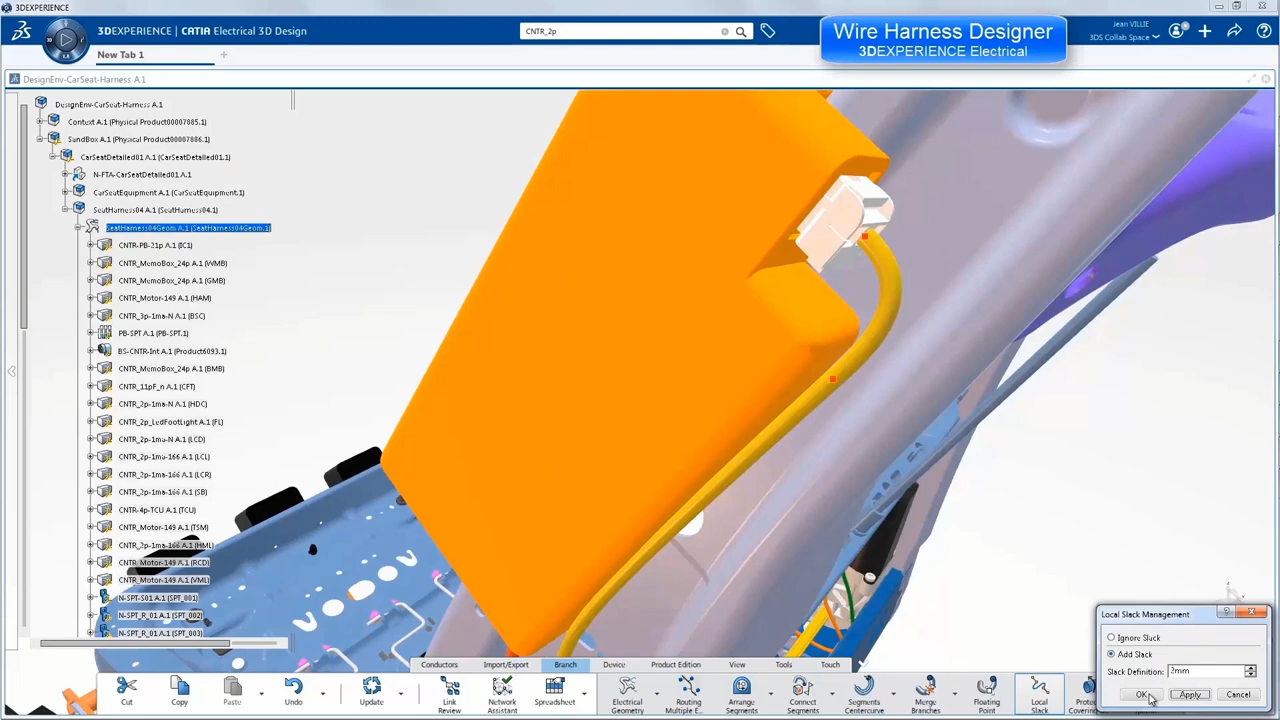 3DEXPERIENCE
3DEXPERIENCE | CATIA Electrical 3D Design
CNTR_2p
Wire Harness Designer
3DEXPERIENCE Electrical
Jean VILLIE
3DS Collab Space
New Tab 1
DesignEnv-CarSeat-Harness A.1
DesignEnv-CarSeat-Harness A.1
Context A.1 (Physical Product00007885.1)
SandBox A.1 (Physical Product00007886.1)
CarSeatDetailed01 A.1 (CarSeatDetailed01.1)
N-FTA-CarSeatDetailed01 A.1
CarSeatEquipment A.1 (CarSeatEquipment.1)
SeatHarness04 A.1 (SeatHarness04.1)
SeatHarness04Geom A.1 (SeatHarness04Geom.1)
CNTR-PB-21p A.1 (IC1)
CNTR_MemoBox_24p A.1 (WMB)
CNTR_MemoBox_24p A.1 (GMB)
CNTR_Motor-149 A.1 (HAM)
CNTR_3p-1ma-N A.1 (BSC)
PB-SPT A.1 (PB-SPT.1)
BS-CNTR-Int A.1 (Product6093.1)
CNTR_MemoBox_24p A.1 (BMB)
CNTR_11pF_n A.1 (CFT)
CNTR_2p-1ma-N A.1 (HDC)
CNTR_2p_LedFootLight A.1 (FL)
CNTR_2p-1ma-N A.1 (LCD)
CNTR_2p-1ma-166 A.1 (LCL)
CNTR_2p-1ma-166 A.1 (LCR)
CNTR_2p-1ma-166 A.1 (SB)
CNTR-4p-TCU A.1 (TCU)
CNTR_Motor-149 A.1 (TSM)
CNTR_2p-1ma-166 A.1 (HML)
CNTR_Motor-149 A.1 (RCD)
CNTR_Motor-149 A.1 (VML)
N-SPT-S01 A.1 (SPT_001)
N-SPT_R_01 A.1 (SPT_002)
N-SPT_R_01 A.1 (SPT_003)
Local Slack Management
Ignore Slack
Add Slack
Slack Definition: 2mm
OK Apply Cancel
Conductors Import/Export Branch Device Product Edition View Tools Touch
Cut Copy Paste Undo Update Link Review Network Assistant Spreadsheet Electrical Geometry Routing Multiple E... Arrange Segments Connect Segments Segments Centercurve Merge Branches Floating Point Local Slack